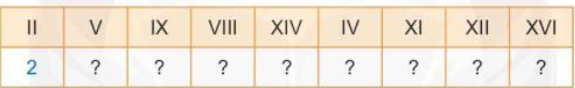 II V IX VIII XIV IV XI XII XVI
2 ? ? ? ? ? ? ? ?